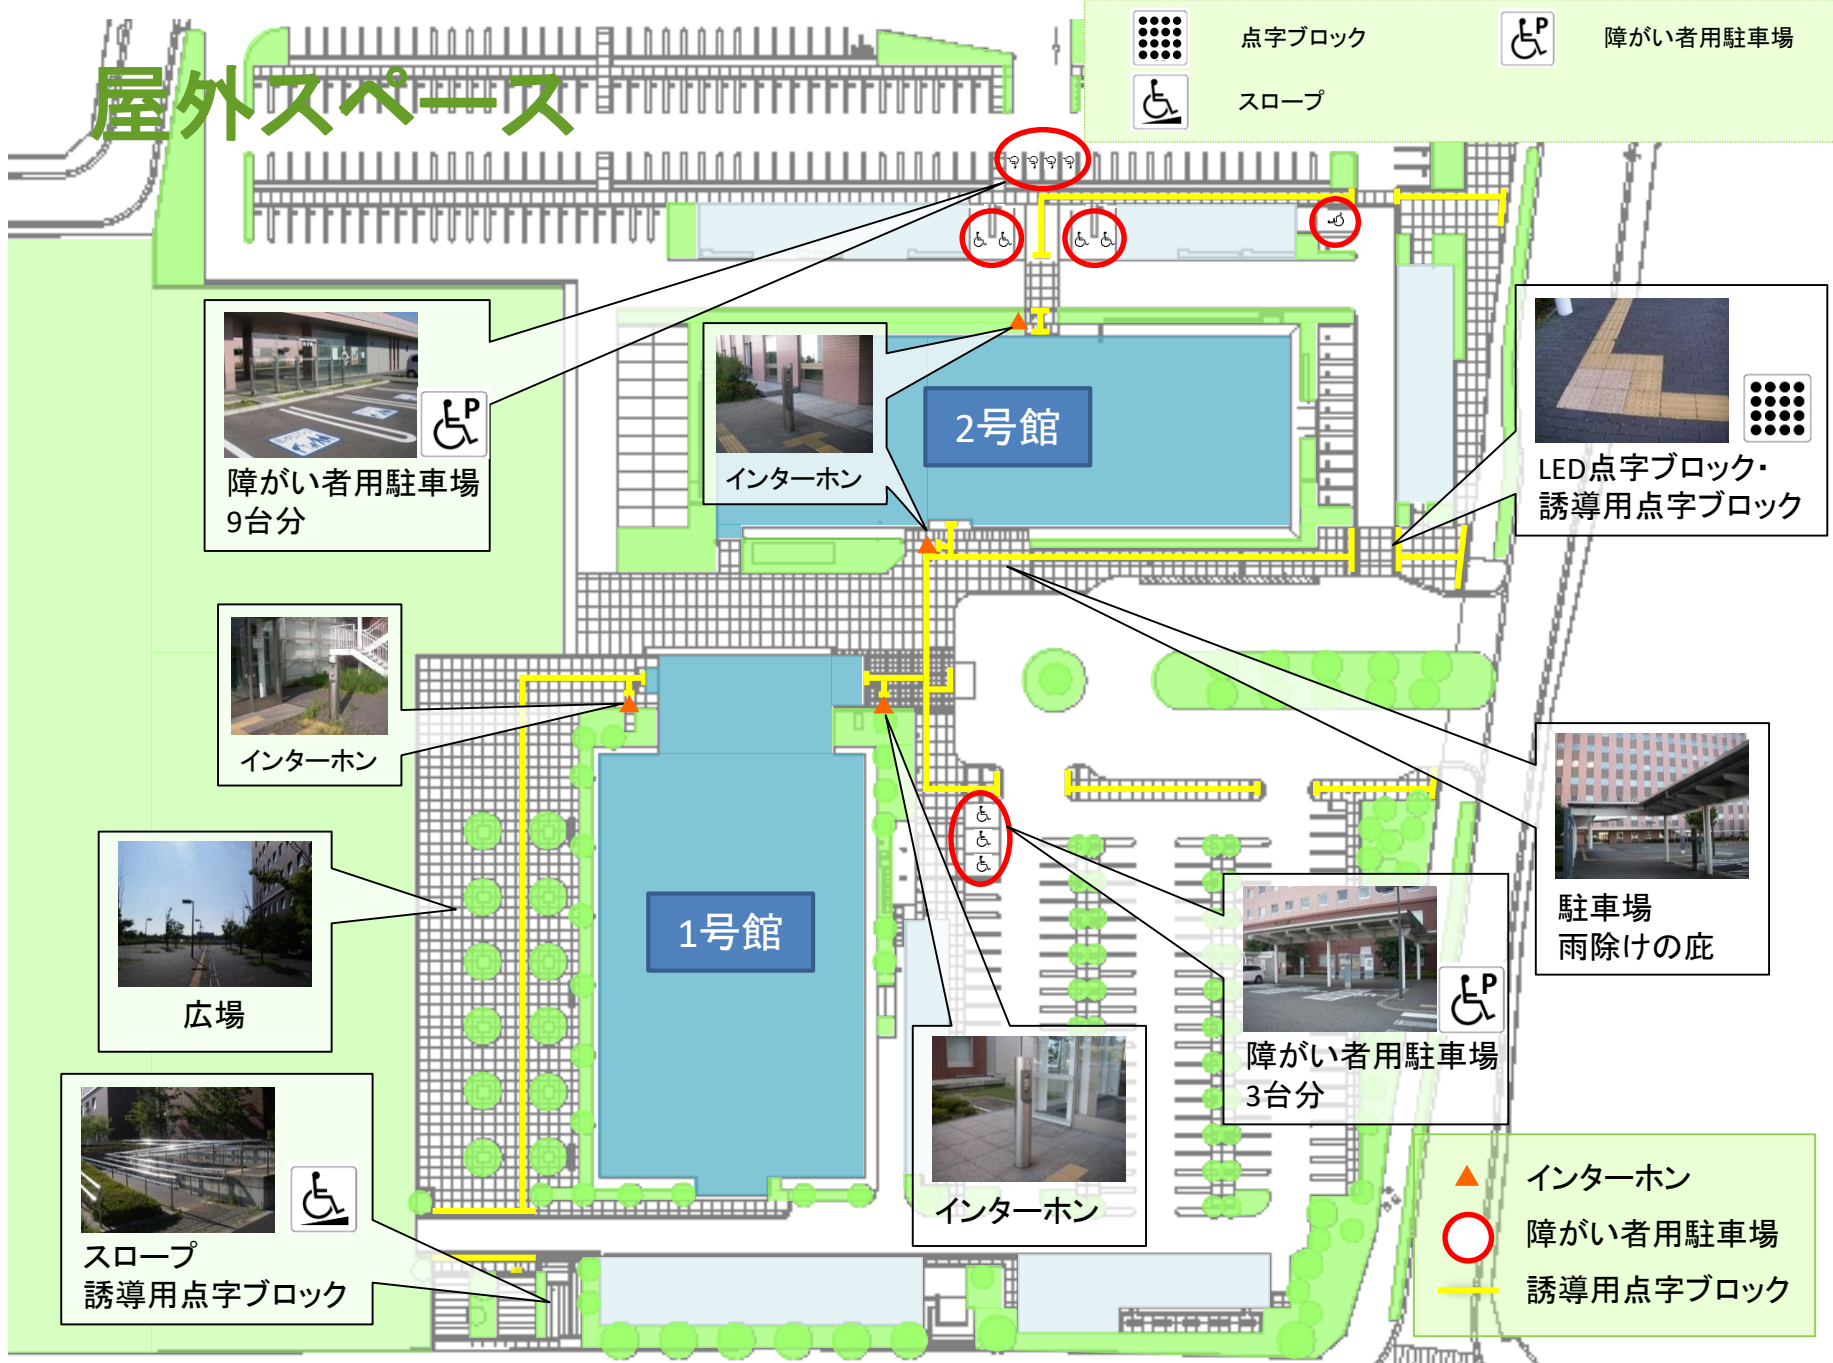 点字ブロック
障がい者用駐車場
スロープ
屋外スペース
障がい者用駐車場
9台分
インターホン
2号館
LED点字ブロック・
誘導用点字ブロック
インターホン
広場
1号館
駐車場
雨除けの庇
障がい者用駐車場
3台分
インターホン
スロープ
誘導用点字ブロック
インターホン
障がい者用駐車場
誘導用点字ブロック